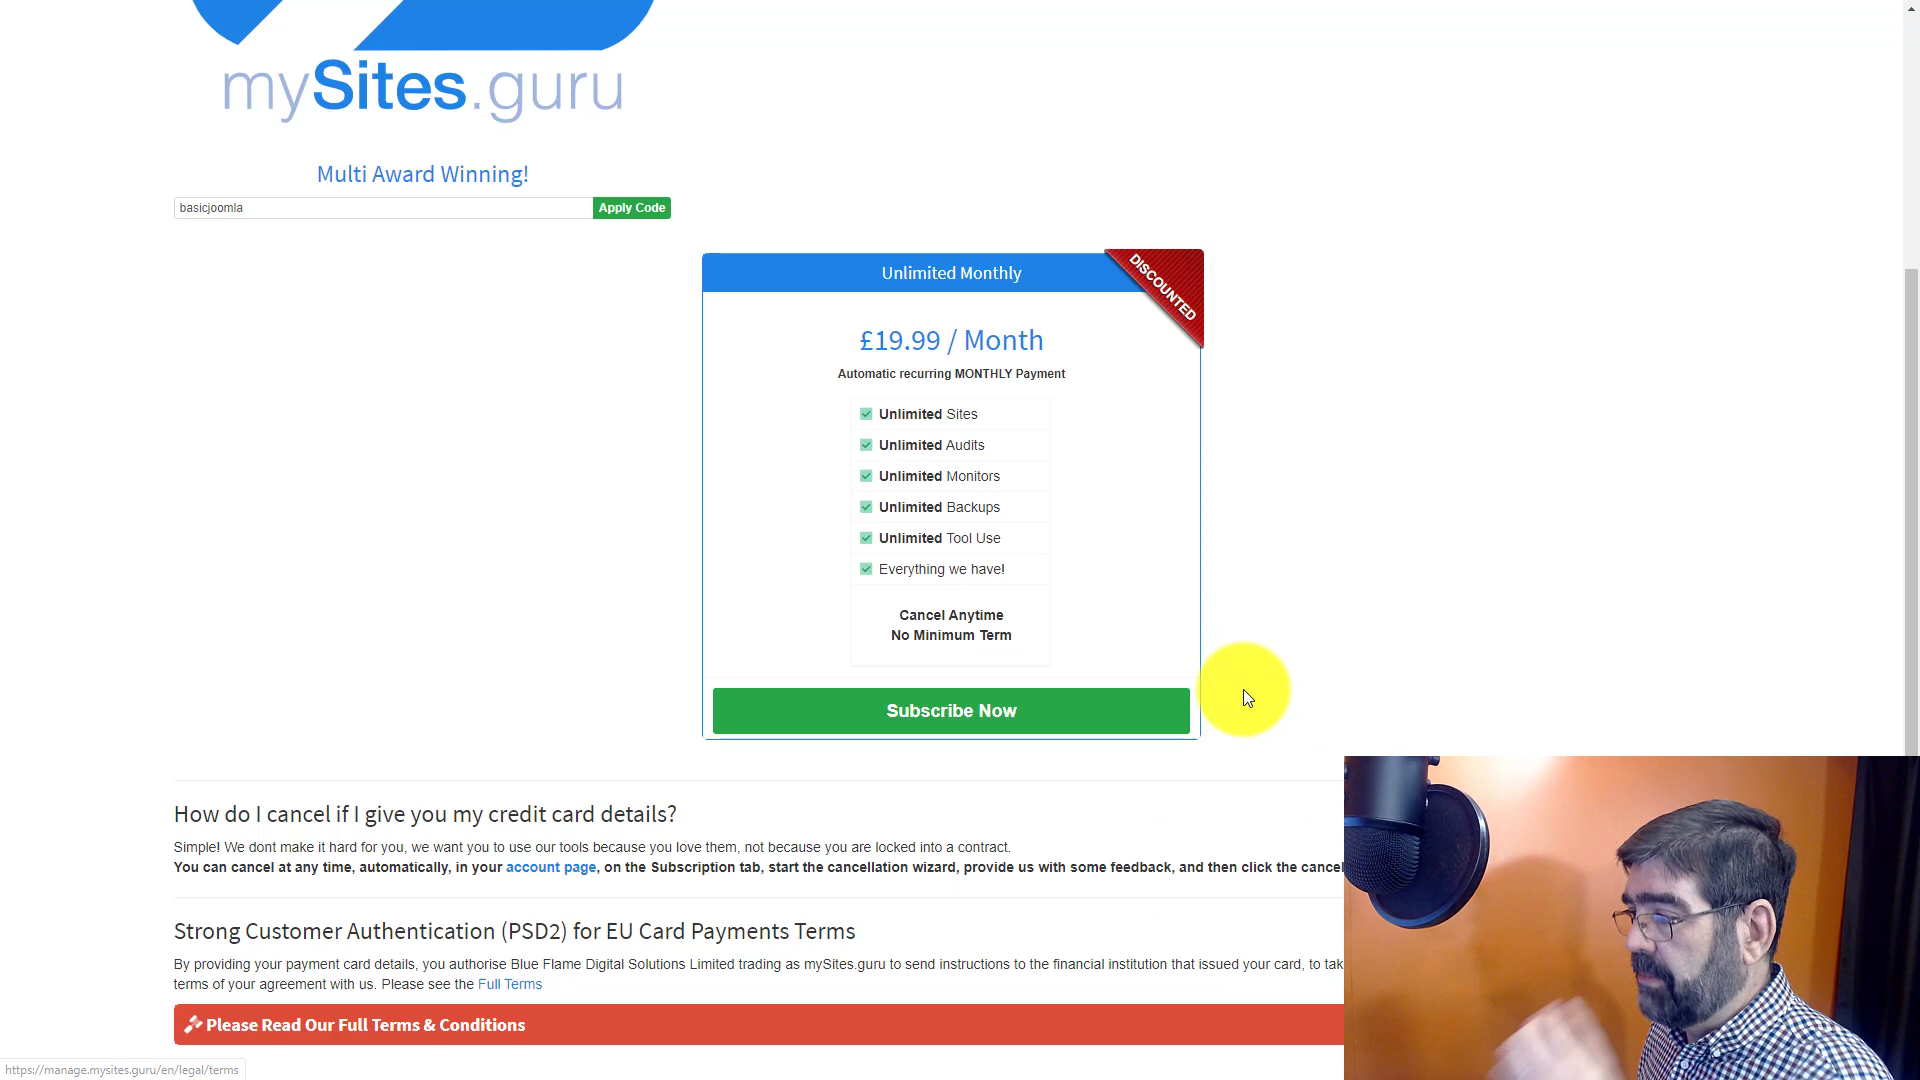 mySites.guru
Multi Award Winning!
basicjoomla
Apply Code
DISCOUNTED
Unlimited Monthly
£19.99 / Month
Automatic recurring MONTHLY Payment
Unlimited Sites
Unlimited Audits
Unlimited Monitors
Unlimited Backups
Unlimited Tool Use
Everything we have!
Cancel Anytime
No Minimum Term
Subscribe Now
How do I cancel if I give you my credit card details?
Simple! We dont make it hard for you, we want you to use our tools because you love them, not because you are locked into a contract.
You can cancel at any time, automatically, in your account page, on the Subscription tab, start the cancellation wizard, provide us with some feedback, and then click the cancel
Strong Customer Authentication (PSD2) for EU Card Payments Terms
By providing your payment card details, you authorise Blue Flame Digital Solutions Limited trading as mySites.guru to send instructions to the financial institution that issued your card, to tak
terms of your agreement with us. Please see the Full Terms
Please Read Our Full Terms & Conditions
https://manage.mysites.guru/en/legal/terms